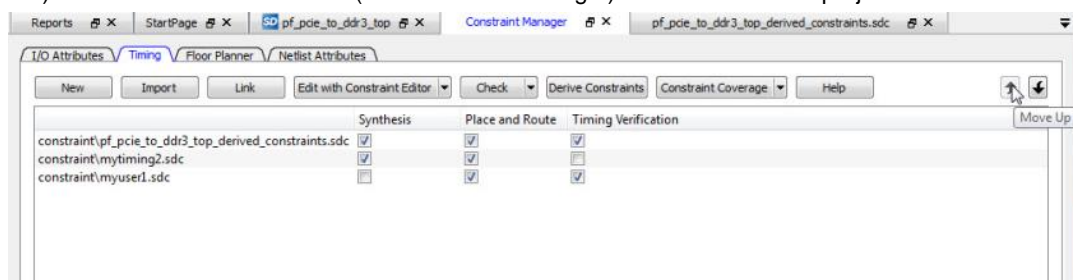 Reports StartPage SD pf_pcie_to_ddr3_top Constraint Manager pf_pcie_to_ddr3_top_derived_constraints.sdc
I/O Attributes Timing Floor Planner Netlist Attributes
New Import Link Edit with Constraint Editor Check Derive Constraints Constraint Coverage Help
Move Up
Synthesis Place and Route Timing Verification
constraint\pf_pcie_to_ddr3_top_derived_constraints.sdc
constraint\mytiming2.sdc
constraint\myuser1.sdc